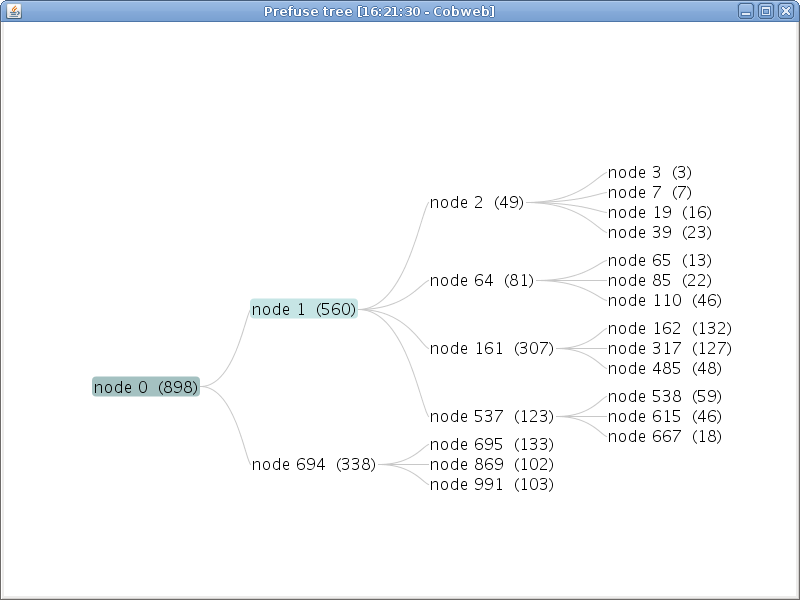 Prefuse tree [16:21:30 - Cobweb]
node 3 (3)
node 7 (7)
node 2 (49)
node 19 (16)
node 39 (23)
node 65 (13)
node 64 (81)
node 85 (22)
node 110 (46)
node 1 (560)
node 162 (132)
node 161 (307)
node 317 (127)
node 485 (48)
node 0 (898)
node 538 (59)
node 537 (123)
node 615 (46)
node 667 (18)
node 695 (133)
node 694 (338)
node 869 (102)
node 991 (103)